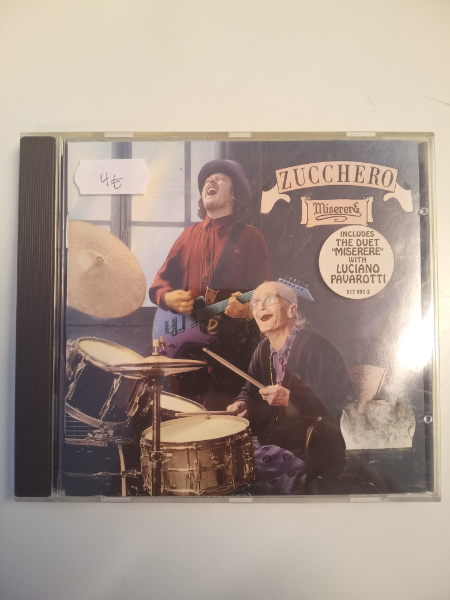 4€
ZUCCHERO
Miserere
INCLUDES
THE DUET
"MISERERE"
WITH
LUCIANO
PAVAROTTI